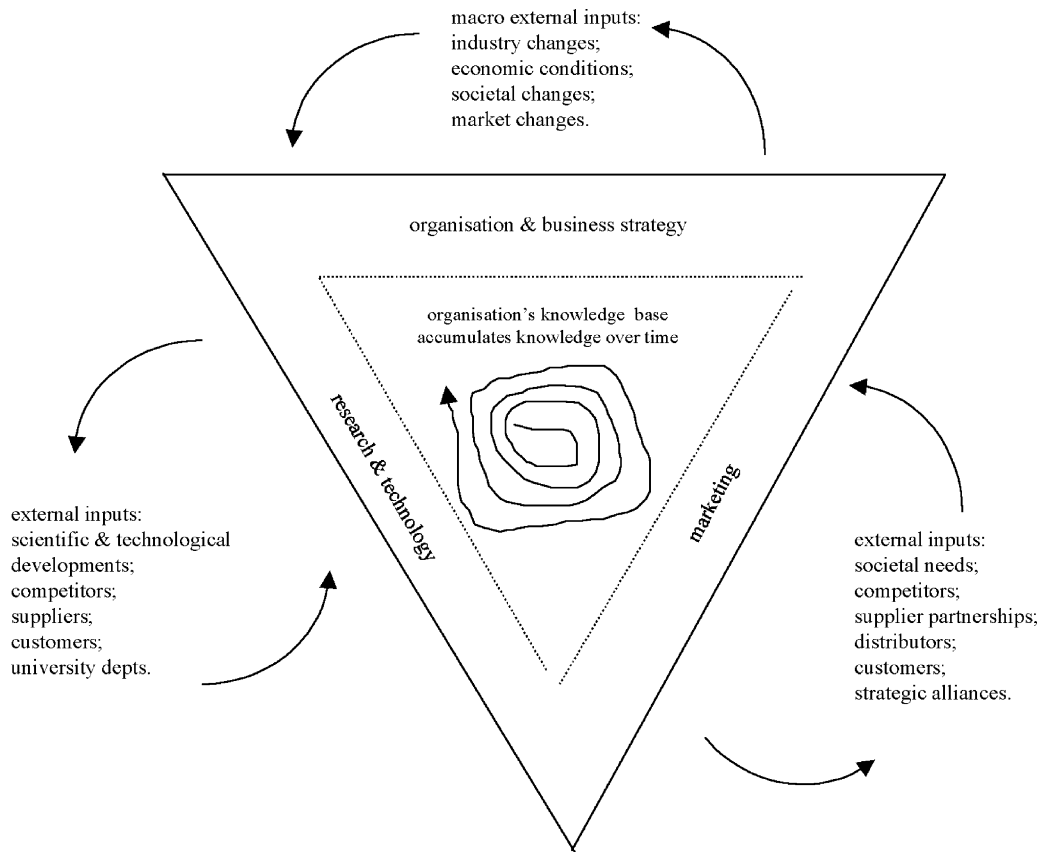 macro external inputs:
industry changes;
economic conditions;
societal changes;
market changes.
organisation & business strategy
organisation's knowledge base
accumulates knowledge over time
research & technology
marketing
external inputs:
scientific & technological
developments;
competitors;
suppliers;
customers;
university depts.
external inputs:
societal needs;
competitors;
supplier partnerships;
distributors;
customers;
strategic alliances.